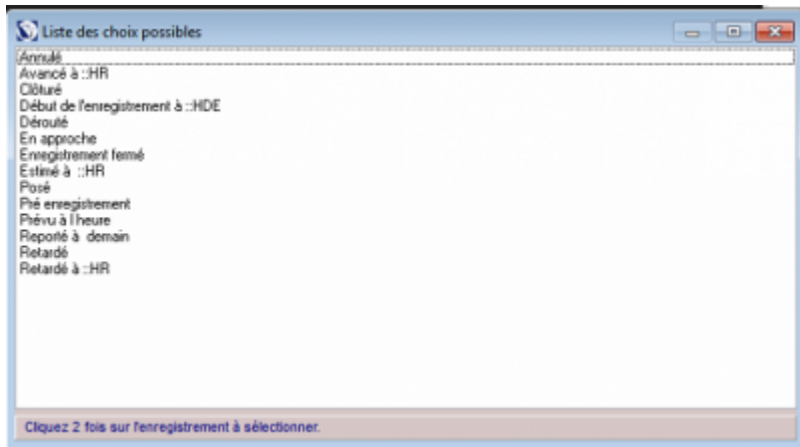 Liste des choix possibles
Annulé
Avancé à ::HR
Clôturé
Début de l'enregistrement à ::HDE
Dérouté
En approche
Enregistrement fermé
Estimé à ::HR
Posé
Pré enregistrement
Prévu à l heure
Reporté à demain
Retardé
Retardé à ::HR
Cliquez 2 fois sur l'enregistrement à sélectionner.